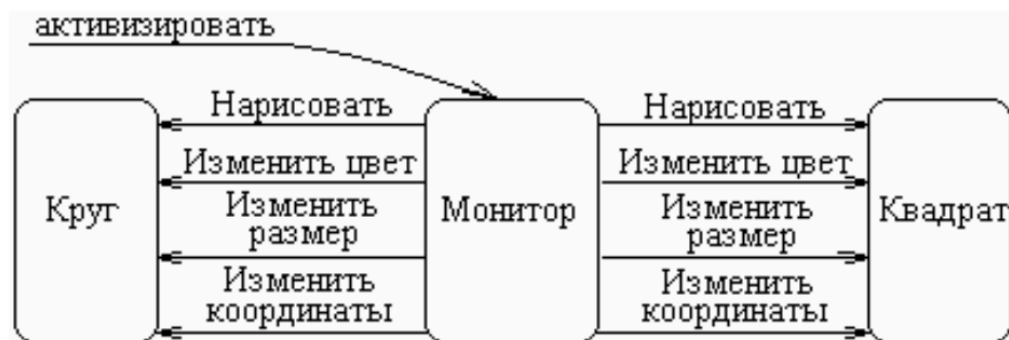 активизировать
Нарисовать
Нарисовать
Изменить цвет
Изменить цвет
Круг
Изменить
размер
Монитор
Изменить
размер
Квадрат
Изменить
координаты
Изменить
координаты